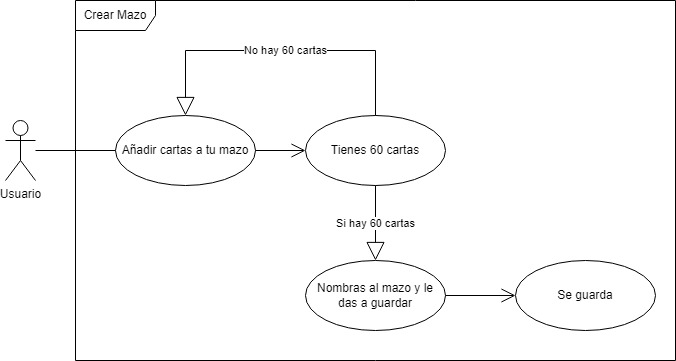 Crear Mazo
No hay 60 cartas
Añadir cartas a tu mazo
Tienes 60 cartas
Usuario
Si hay 60 cartas
Nombras al mazo y le
das a guardar
Se guarda